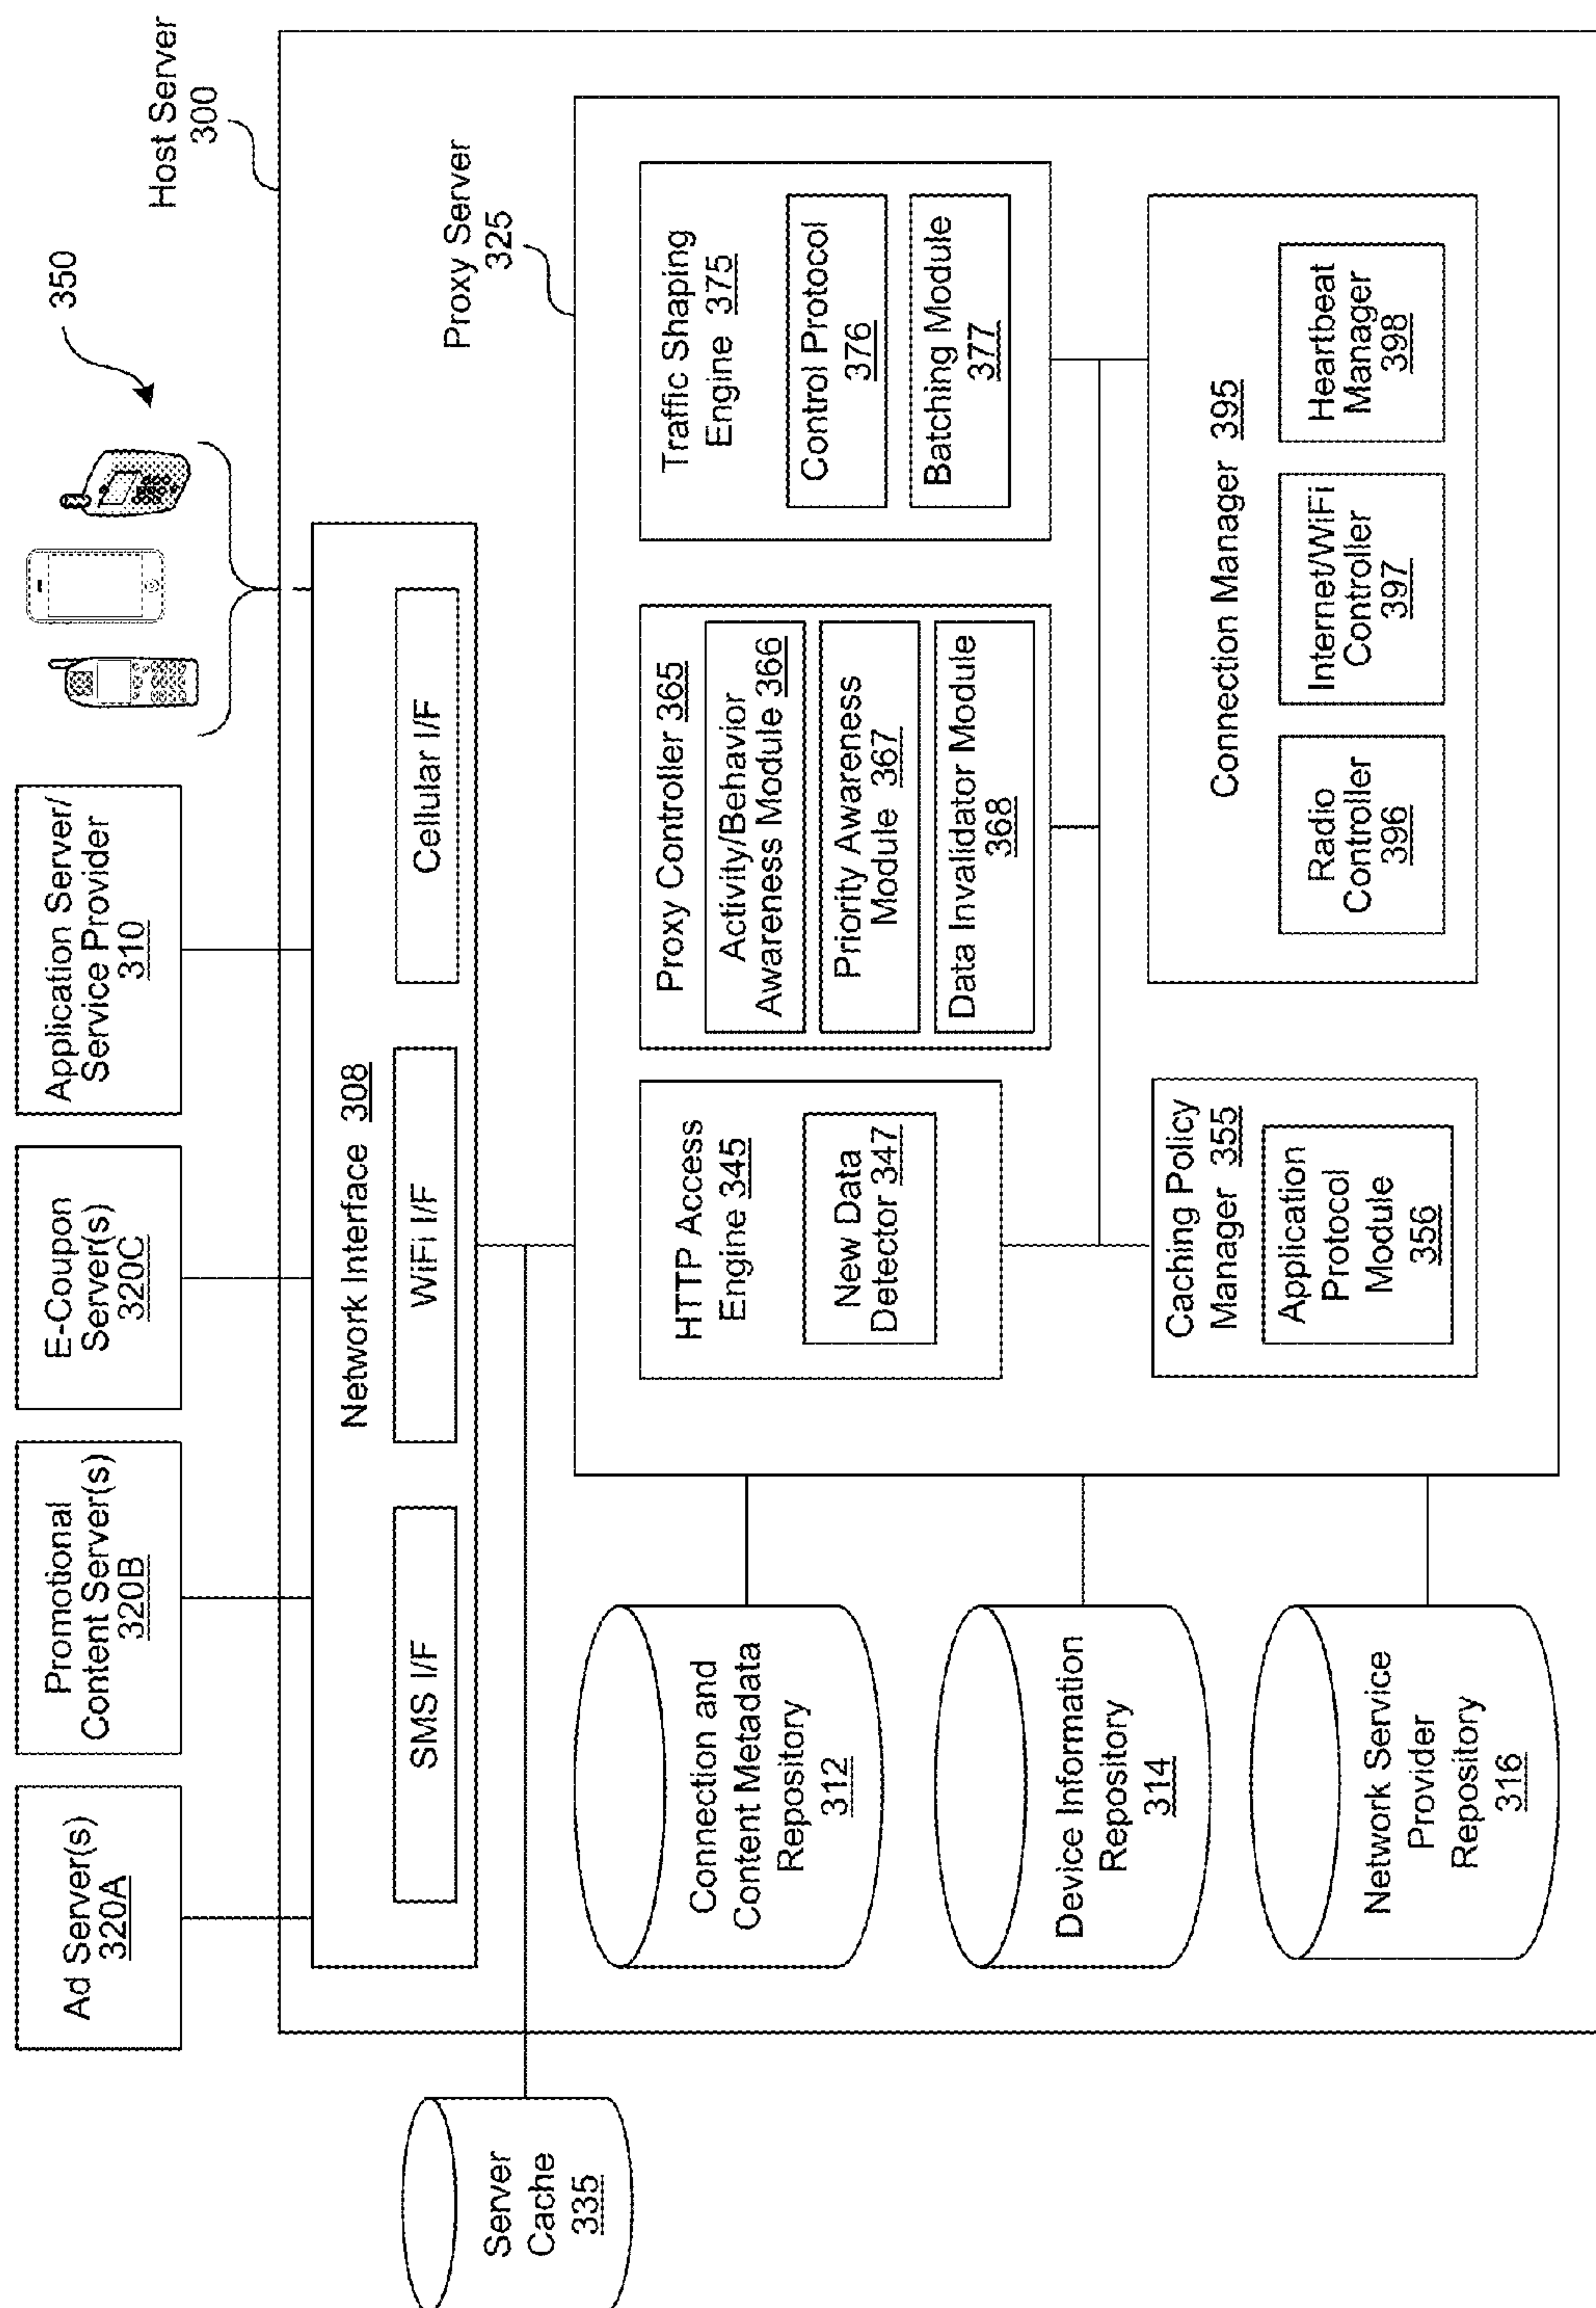 Ad Server(s)
320A
Promotional
Content Server(s)
320B
E-Coupon
Server(s)
320C
Application Server/
Service Provider
310
350
Host Server
300
Network Interface 308
SMS I/F
WiFi I/F
Cellular I/F
Server
Cache
335
Proxy Server
325
Connection and
Content Metadata
Repository
312
Device Information
Repository
314
Network Service
Provider
Repository
316
HTTP Access
Engine 345
New Data
Detector 347
Proxy Controller 365
Activity/Behavior
Awareness Module 366
Priority Awareness
Module 367
Data Invalidator Module
368
Traffic Shaping
Engine 375
Control Protocol
376
Batching Module
377
Caching Policy
Manager 355
Application
Protocol
Module
356
Connection Manager 395
Radio
Controller
396
Internet/WiFi
Controller
397
Heartbeat
Manager
398